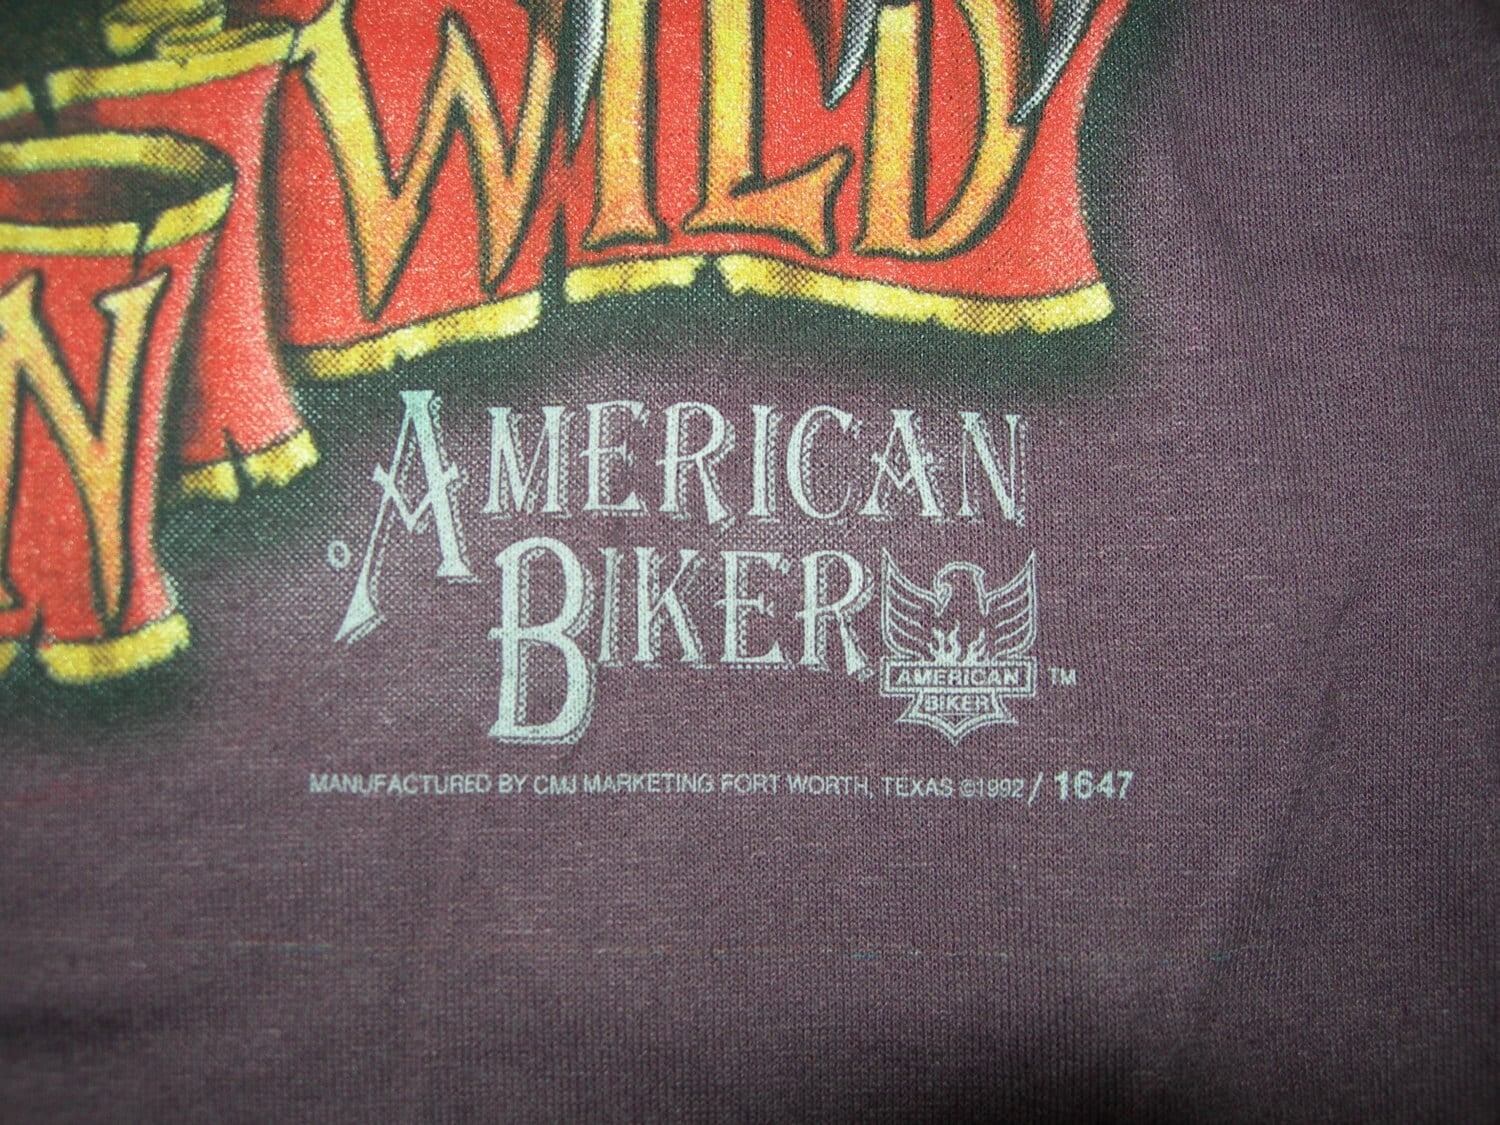 WILD
N
AMERICAN
BIKER
AMERICAN
BIKER
TM
MANUFACTURED BY CMJ MARKETING FORT WORTH, TEXAS ©1992 / 1647